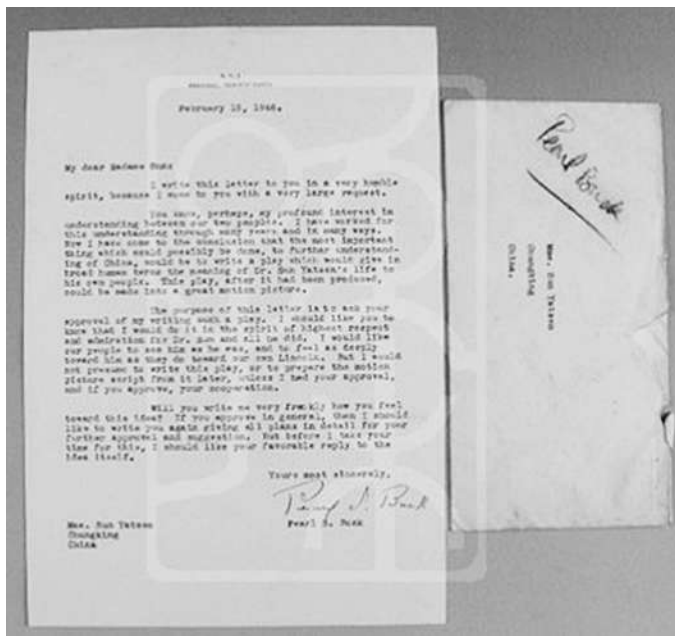 February 15, 1946.
My dear Madame Sun:
I write this letter to you in a very humble
spirit, because I come to you with a very large request.
You know, perhaps, my profound interest in
understanding between our two peoples. I have worked for
this understanding through many years and in many ways.
Now I have come to the conclusion that the most important
thing which could possibly be done, to further understand-
ing of China, would be to write a play which would give in
broad human terms the meaning of Dr. Sun Yatsen's life to
his own people. This play, after it had been produced,
could be made into a great motion picture.
The purpose of this letter is to ask your
approval of my writing such a play. I should like you to
know that I would do it in the spirit of highest respect
and admiration for Dr. Sun and all he did. I would like
our people to see him as he was, and to feel as deeply
toward him as they do toward our own Lincoln. But I would
not presume to write this play, or to prepare the motion
picture script from it later, unless I had your approval,
and if you approve, your cooperation.
Will you write me very frankly how you feel
toward this idea? If you approve in general, then I should
like to write you again giving all plans in detail for your
further approval and suggestion. But before I take your
time for this, I should like your favorable reply to the
idea itself.
Yours most sincerely,
Pearl S. Buck
Pearl S. Buck
Mme. Sun Yatsen
Chungking
China
Pearl Buck
Mme. Sun Yatsen
Chungking
China.